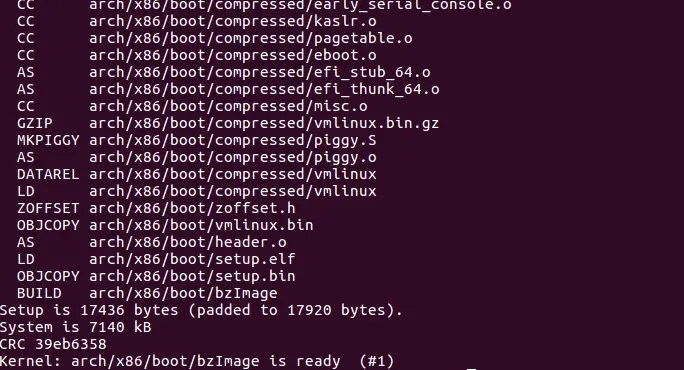 CC arch/x86/boot/compressed/early_serial_console.o
CC arch/x86/boot/compressed/kaslr.o
CC arch/x86/boot/compressed/pagetable.o
CC arch/x86/boot/compressed/eboot.o
AS arch/x86/boot/compressed/efi_stub_64.o
AS arch/x86/boot/compressed/efi_thunk_64.o
CC arch/x86/boot/compressed/misc.o
GZIP arch/x86/boot/compressed/vmlinux.bin.gz
MKPIGGY arch/x86/boot/compressed/piggy.S
AS arch/x86/boot/compressed/piggy.o
DATAREL arch/x86/boot/compressed/vmlinux
LD arch/x86/boot/compressed/vmlinux
ZOFFSET arch/x86/boot/zoffset.h
OBJCOPY arch/x86/boot/vmlinux.bin
AS arch/x86/boot/header.o
LD arch/x86/boot/setup.elf
OBJCOPY arch/x86/boot/setup.bin
BUILD arch/x86/boot/bzImage
Setup is 17436 bytes (padded to 17920 bytes).
System is 7140 kB
CRC 39eb6358
Kernel: arch/x86/boot/bzImage is ready (#1)